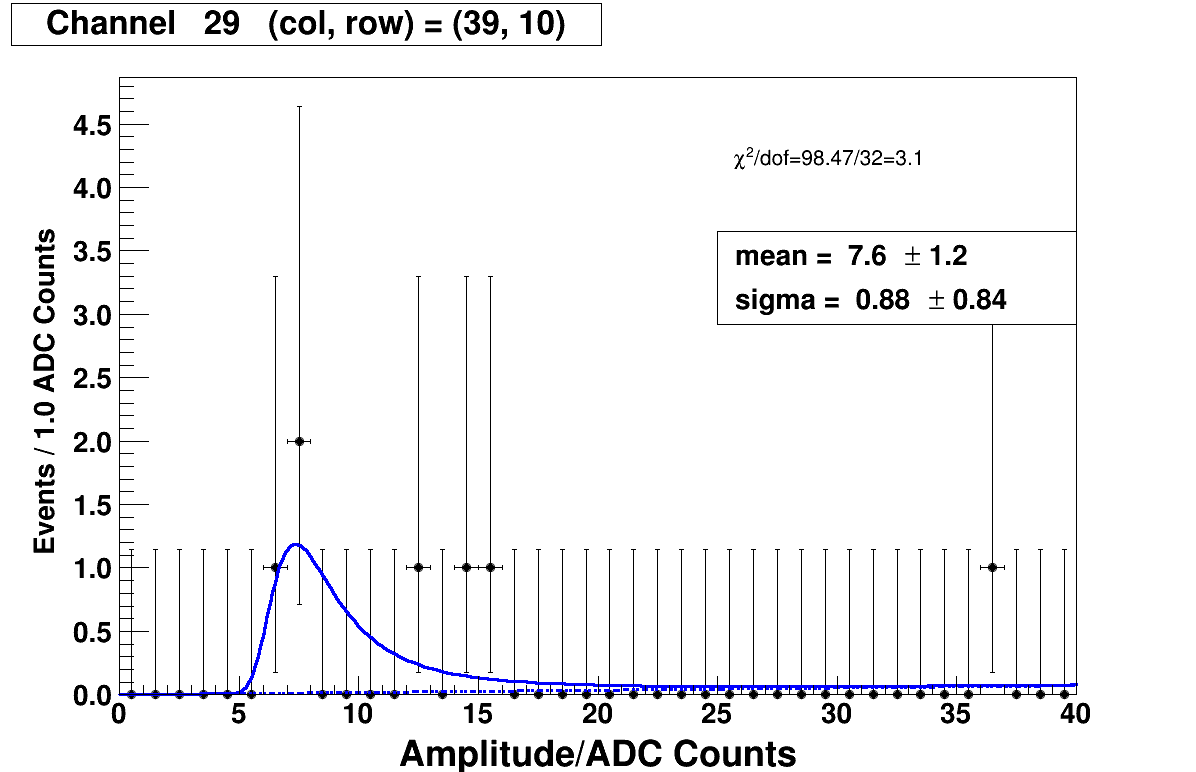 Channel 29 (col, row) = (39, 10)
χ²/dof=98.47/32=3.1
mean = 7.6 ± 1.2
sigma = 0.88 ± 0.84
Events / 1.0 ADC Counts
4.5
4.0
3.5
3.0
2.5
2.0
1.5
1.0
0.5
0.0
0 5 10 15 20 25 30 35 40
Amplitude/ADC Counts